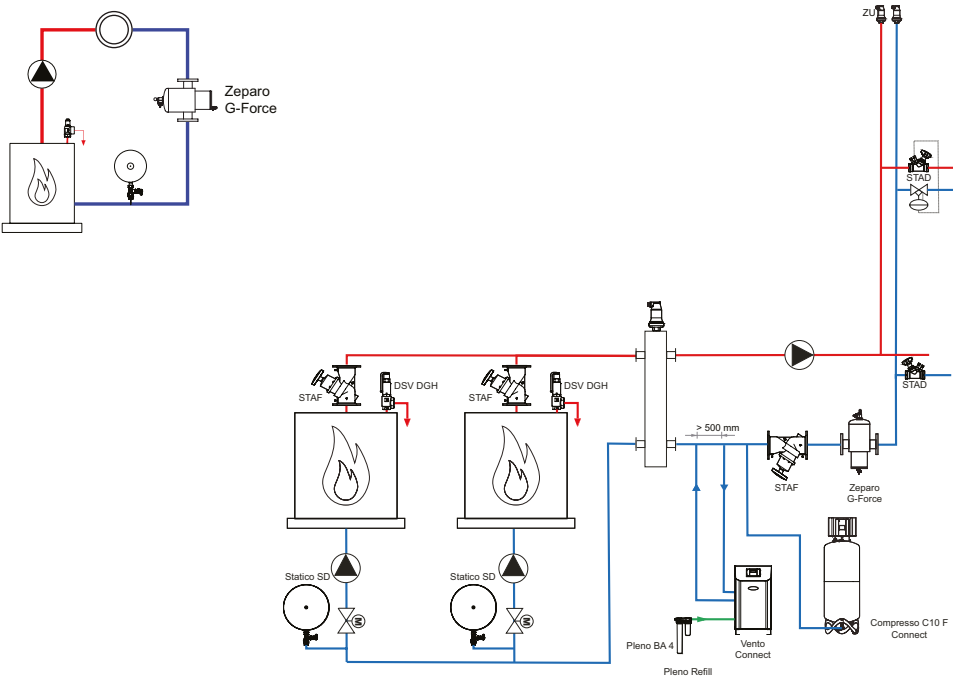 Zeparo
G-Force
ZU
STAD
STAD
DSV DGH
STAF
DSV DGH
STAF
> 500 mm
STAF
Zeparo
G-Force
Statico SD
M
Statico SD
M
Pleno BA 4
Pleno Refill
Vento
Connect
Compresso C10 F
Connect